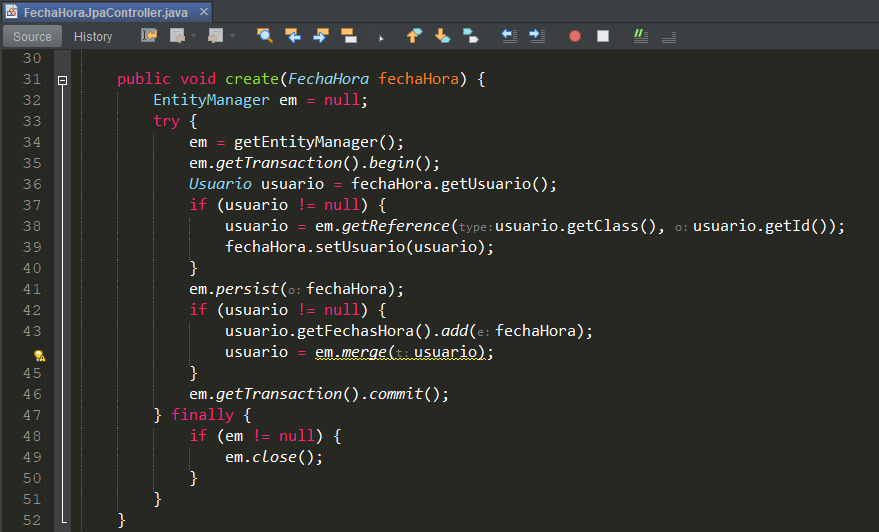 FechaHoraJpaController.java ×
Source History
30
31 public void create(FechaHora fechaHora) {
32 EntityManager em = null;
33 try {
34 em = getEntityManager();
35 em.getTransaction().begin();
36 Usuario usuario = fechaHora.getUsuario();
37 if (usuario != null) {
38 usuario = em.getReference(type:usuario.getClass(), o:usuario.getId());
39 fechaHora.setUsuario(usuario);
40 }
41 em.persist(o:fechaHora);
42 if (usuario != null) {
43 usuario.getFechasHora().add(e:fechaHora);
usuario = em.merge(t:usuario);
45 }
46 em.getTransaction().commit();
47 } finally {
48 if (em != null) {
49 em.close();
50 }
51 }
52 }